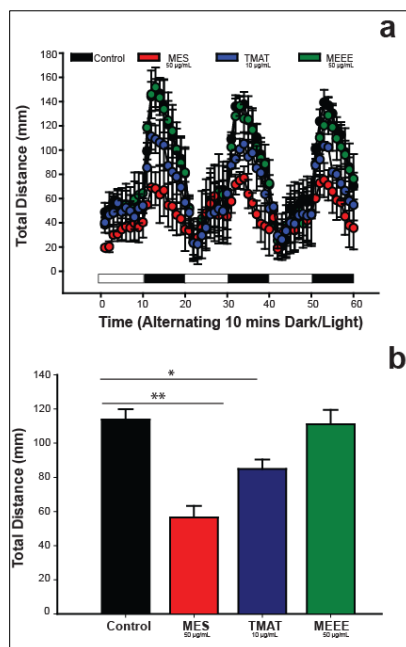 a
Control MES TMAT MEEE
50 µg/mL 10 µg/mL 50 µg/mL
180
160
140
120
100
80
60
40
20
0
Total Distance (mm)
0 10 20 30 40 50 60
Time (Alternating 10 mins Dark/Light)
b
140
120
100
80
60
40
20
0
Total Distance (mm)
*
**
Control MES TMAT MEEE
50 µg/mL 10 µg/mL 50 µg/mL